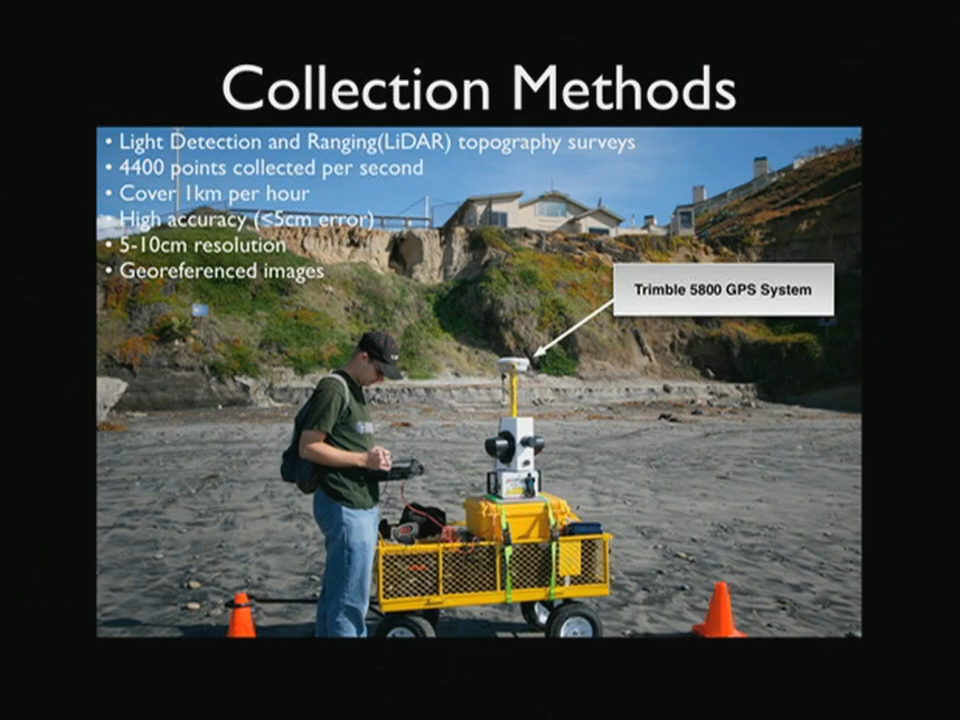 Collection Methods
• Light Detection and Ranging(LiDAR) topography surveys
• 4400 points collected per second
• Cover 1km per hour
• High accuracy (<5cm error)
• 5-10cm resolution
• Georeferenced images
Trimble 5800 GPS System